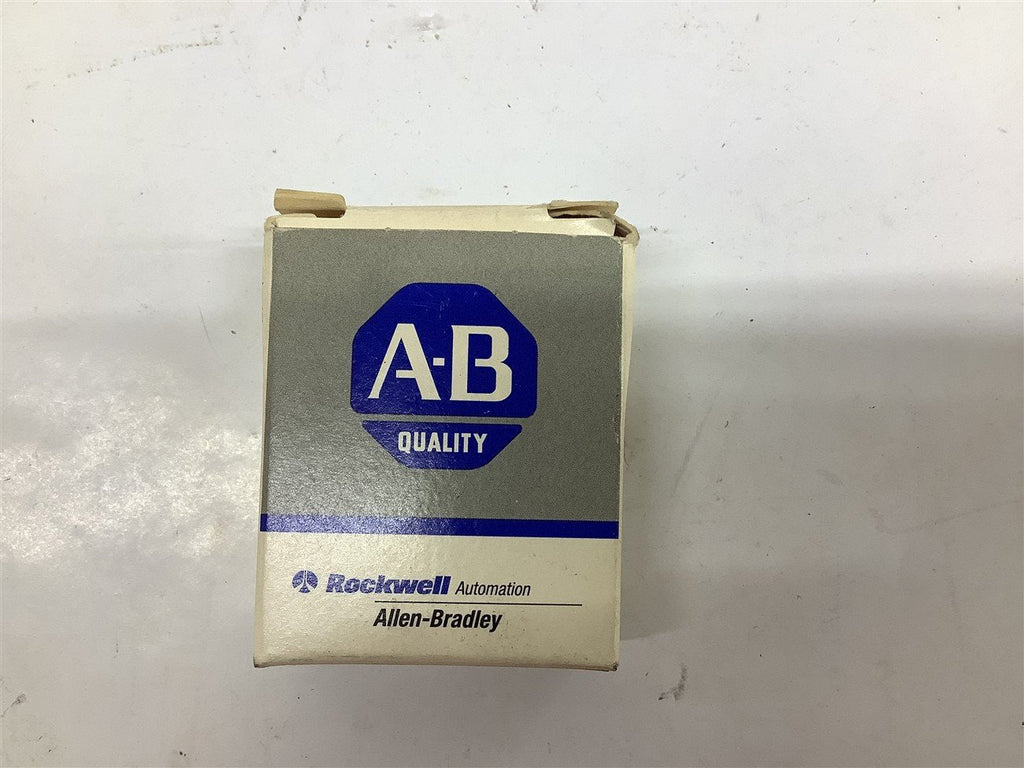 A-B
QUALITY
Rockwell Automation
Allen-Bradley